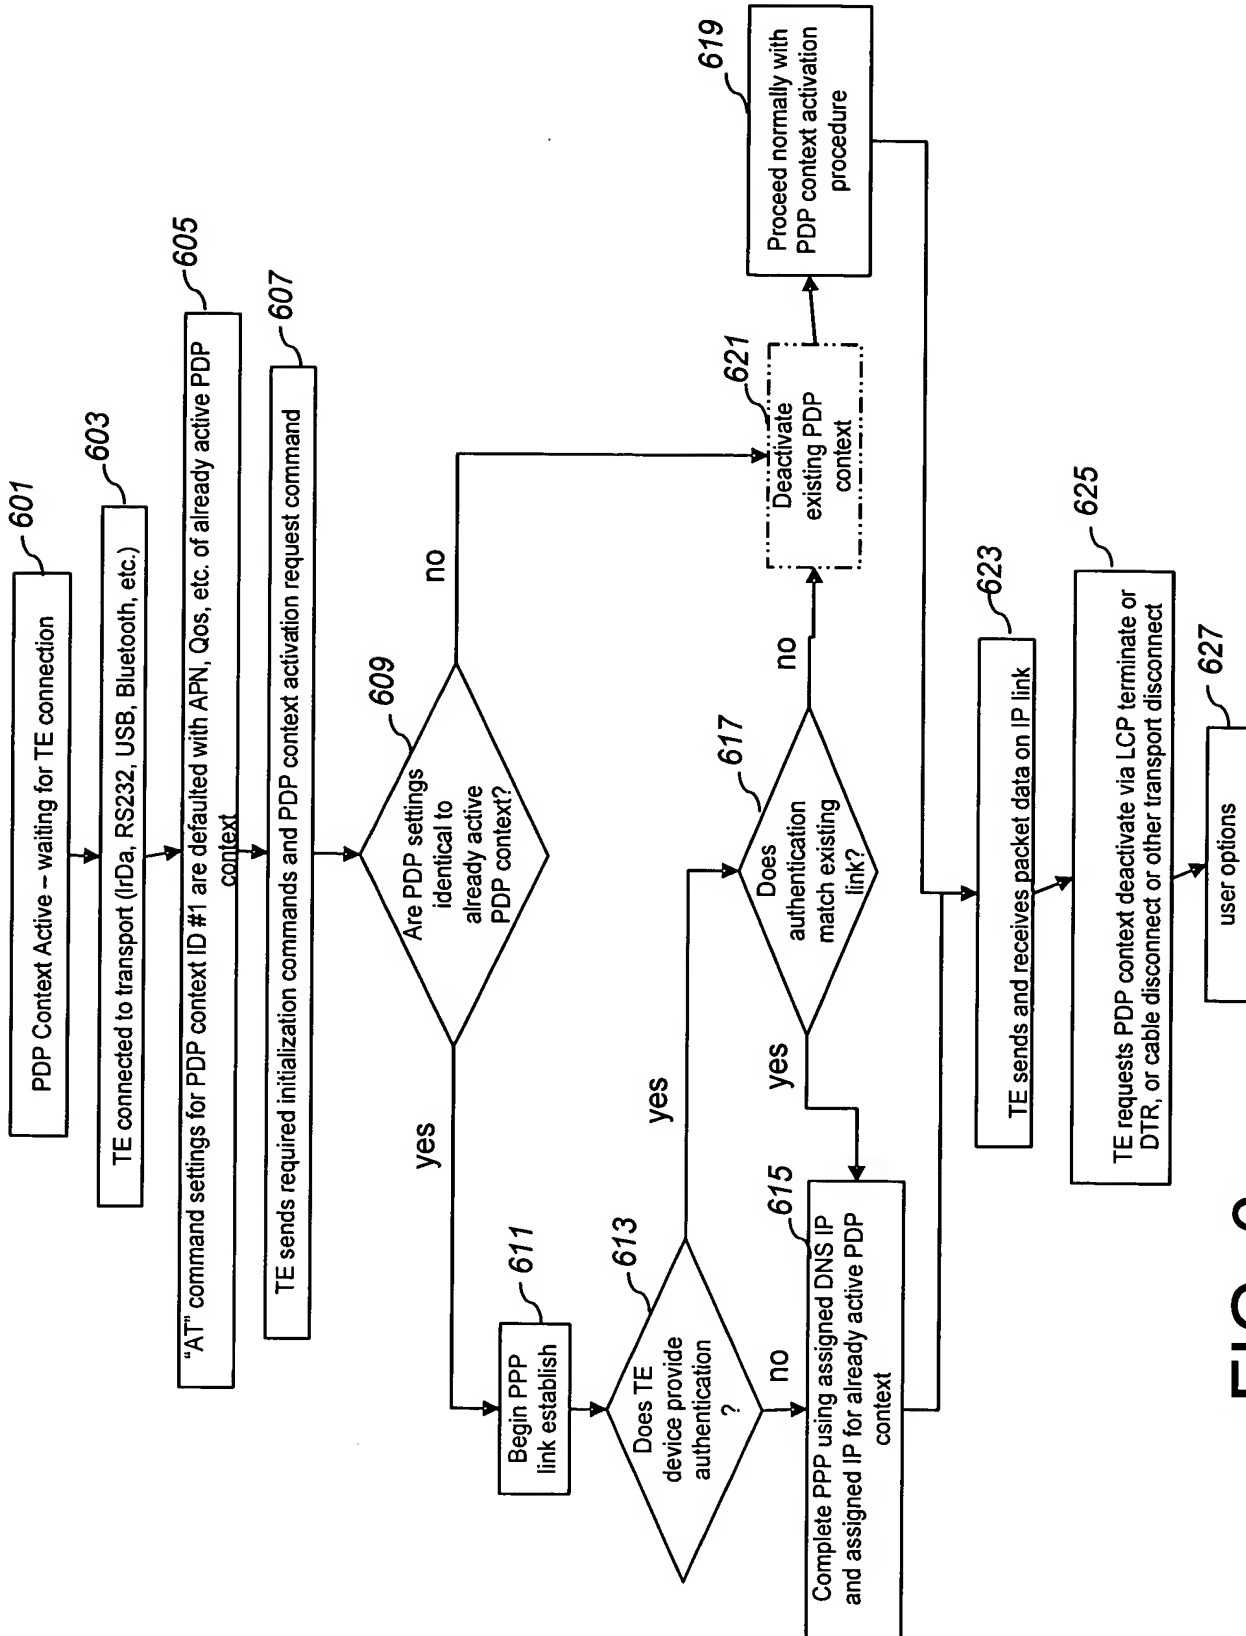 601
PDP Context Active – waiting for TE connection
603
TE connected to transport (IrDa, RS232, USB, Bluetooth, etc.)
605
"AT" command settings for PDP context ID #1 are defaulted with APN, Qos, etc. of already active PDP
context
607
TE sends required initialization commands and PDP context activation request command
609
Are PDP settings
identical to
already active
PDP context?
yes
no
611
Begin PPP
link establish
613
Does TE
device provide
authentication
?
yes
no
617
Does
authentication
match existing
link?
yes
no
615
Complete PPP using assigned DNS IP
and assigned IP for already active PDP
context
621
Deactivate
existing PDP
context
619
Proceed normally with
PDP context activation
procedure
623
TE sends and receives packet data on IP link
625
TE requests PDP context deactivate via LCP terminate or
DTR, or cable disconnect or other transport disconnect
627
user options
FIG.